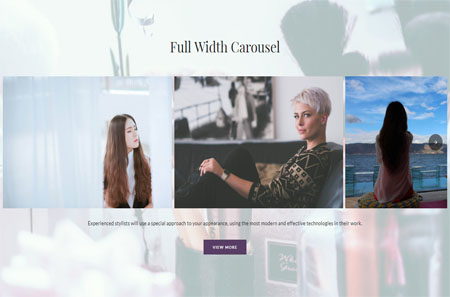 Full Width Carousel
Experienced stylists will use a special approach to your appearance, using the most modern and effective technologies in their work.
VIEW MORE